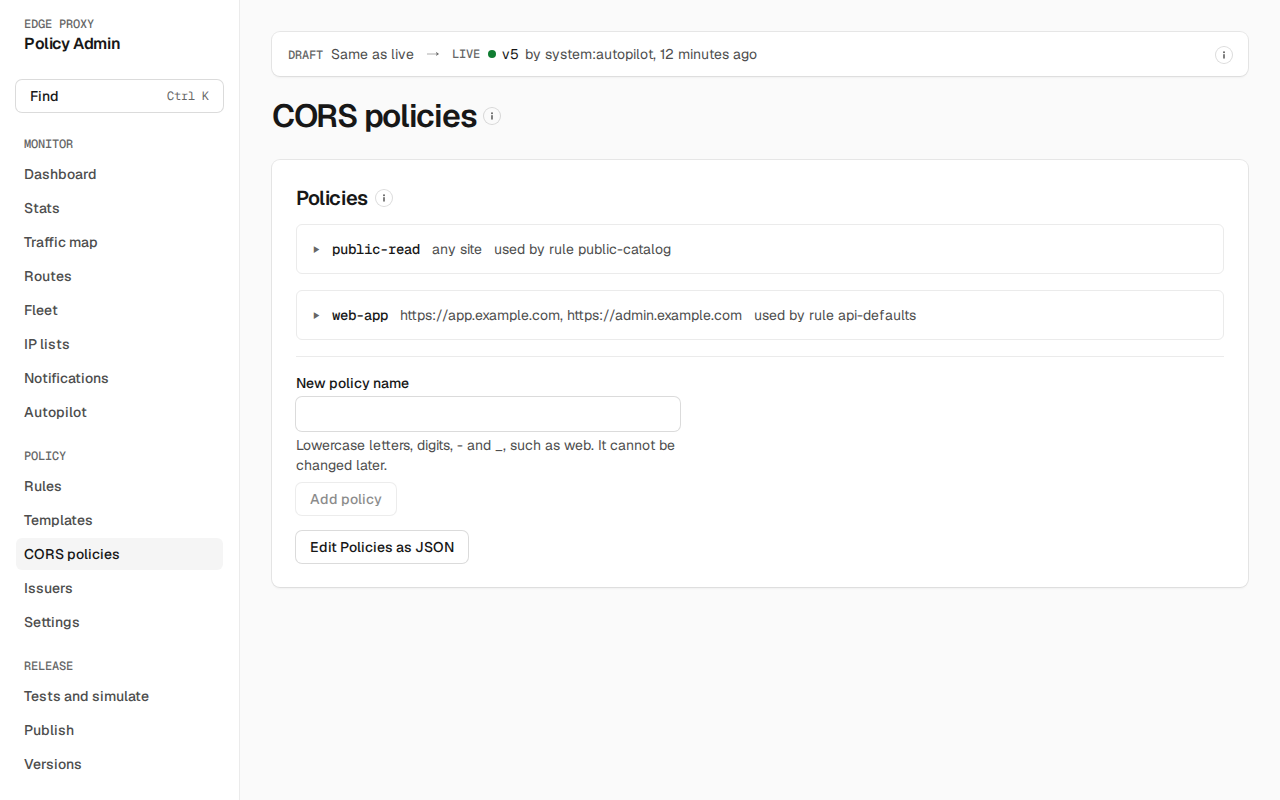 EDGE PROXY
Policy Admin
Find Ctrl K
MONITOR
Dashboard
Stats
Traffic map
Routes
Fleet
IP lists
Notifications
Autopilot
POLICY
Rules
Templates
CORS policies
Issuers
Settings
RELEASE
Tests and simulate
Publish
Versions
DRAFT Same as live → LIVE v5 by system:autopilot, 12 minutes ago
CORS policies
Policies
public-read any site used by rule public-catalog
web-app https://app.example.com, https://admin.example.com used by rule api-defaults
New policy name
Lowercase letters, digits, - and _, such as web. It cannot be
changed later.
Add policy
Edit Policies as JSON